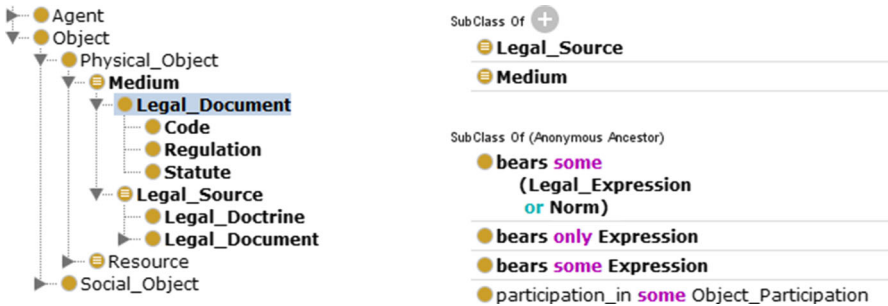 Agent
Object
Physical_Object
Medium
Legal_Document
Code
Regulation
Statute
Legal_Source
Legal_Doctrine
Legal_Document
Resource
Social_Object
SubClass Of
Legal_Source
Medium
SubClass Of (Anonymous Ancestor)
bears some
(Legal_Expression
or Norm)
bears only Expression
bears some Expression
participation_in some Object_Participation